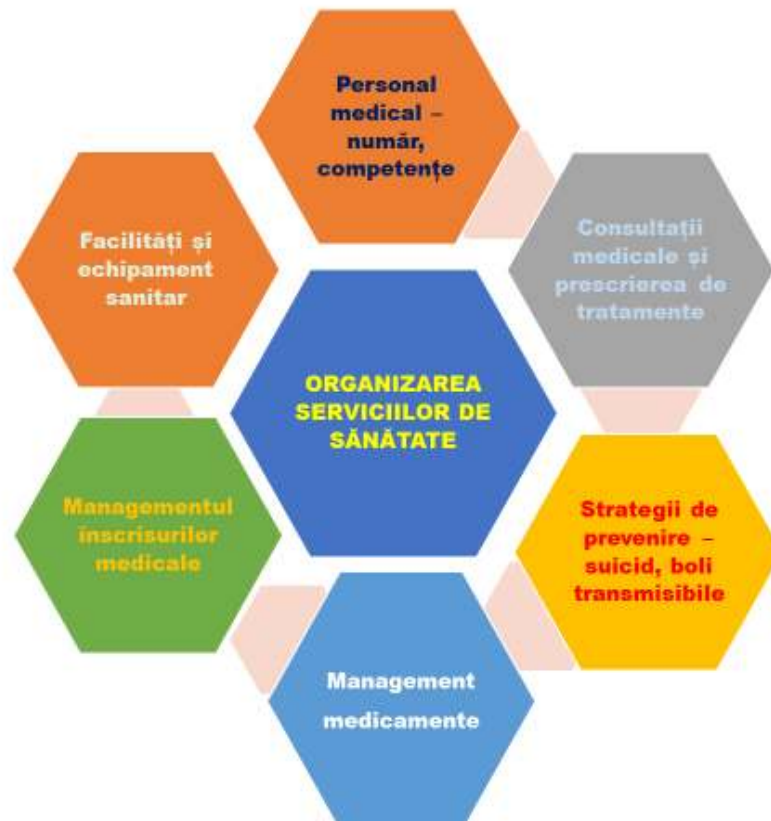 Personal
medical –
număr,
competențe
Facilități și
echipament
sanitar
Consultații
medicale și
prescrierea de
tratamente
ORGANIZAREA
SERVICIILOR DE
SĂNĂTATE
Managementul
înscrisurilor
medicale
Strategii de
prevenire –
suicid, boli
transmisibile
Management
medicamente